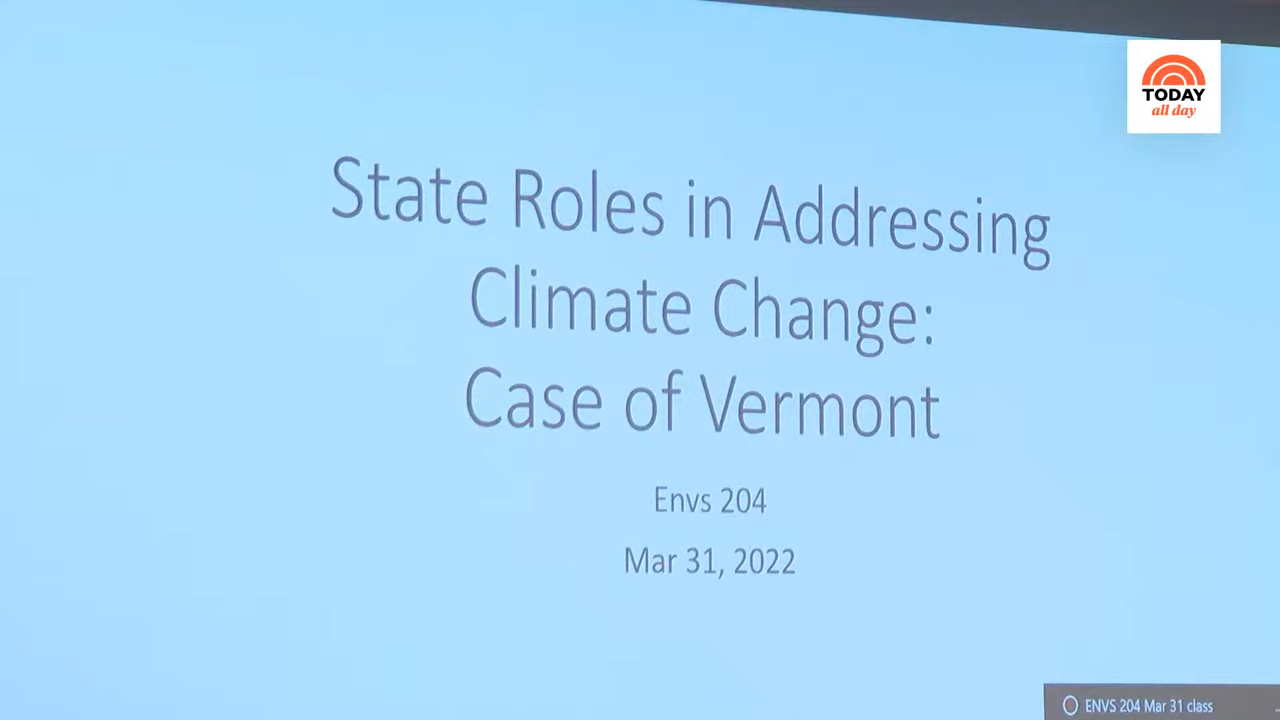 TODAY
all day
State Roles in Addressing
Climate Change:
Case of Vermont
Envs 204
Mar 31, 2022
ENVS 204 Mar 31 class